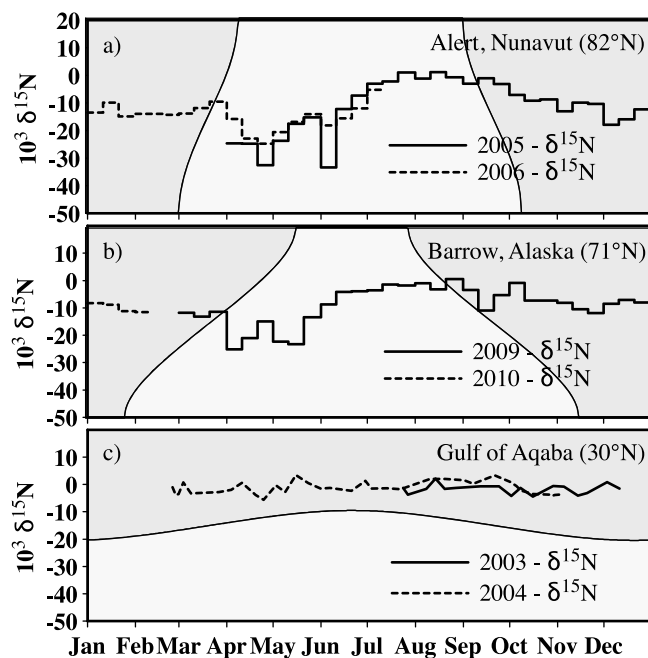 a)
Alert, Nunavut (82°N)
20
10
0
-10
-20
-30
-40
-50
10³ δ¹⁵N
2005 - δ¹⁵N
2006 - δ¹⁵N
b)
Barrow, Alaska (71°N)
10
0
-10
-20
-30
-40
-50
10³ δ¹⁵N
2009 - δ¹⁵N
2010 - δ¹⁵N
c)
Gulf of Aqaba (30°N)
10
0
-10
-20
-30
-40
-50
10³ δ¹⁵N
2003 - δ¹⁵N
2004 - δ¹⁵N
Jan Feb Mar Apr May Jun Jul Aug Sep Oct Nov Dec